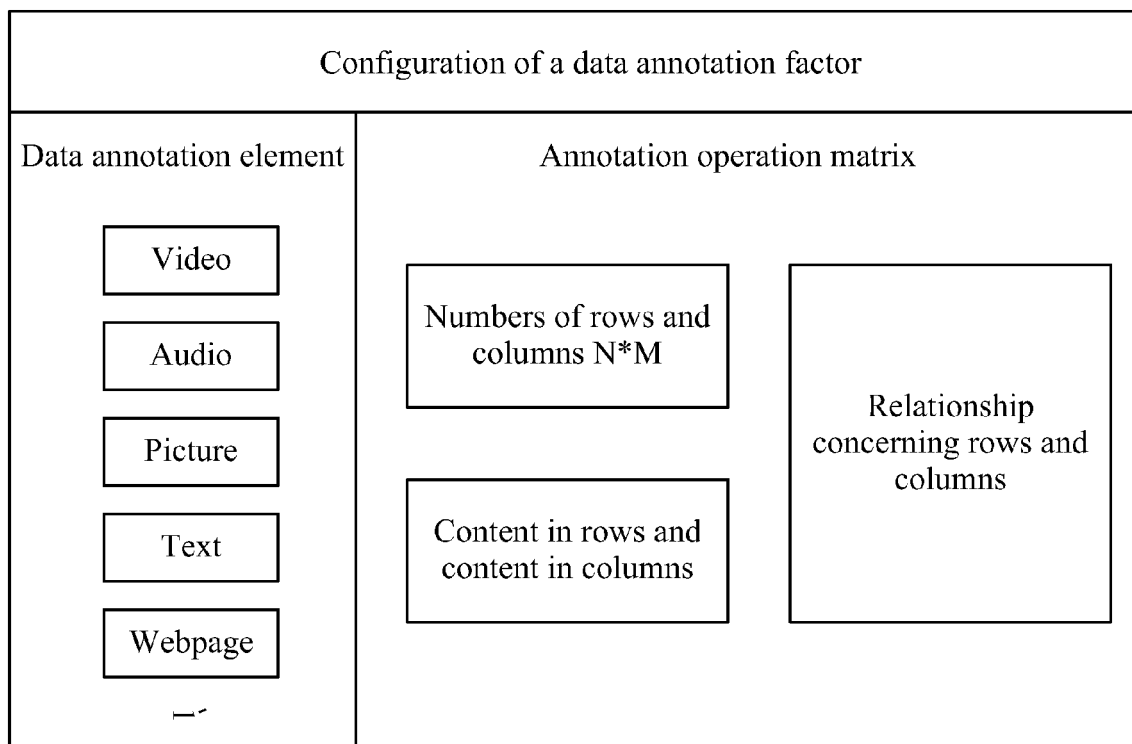 Configuration of a data annotation factor
Data annotation element
Video
Audio
Picture
Text
Webpage
Annotation operation matrix
Numbers of rows and
columns N*M
Content in rows and
content in columns
Relationship
concerning rows and
columns